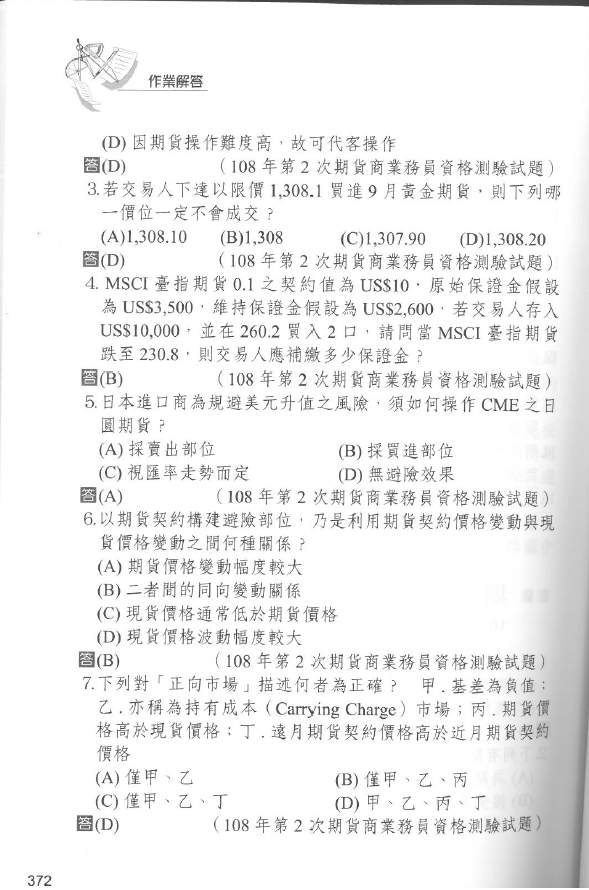 作業解答
(D) 因期貨操作難度高，故可代客操作
答(D) （108 年第 2 次期貨商業務員資格測驗試題）
3.若交易人下達以限價 1,308.1 買進 9 月黃金期貨，則下列哪
一價位一定不會成交？
(A)1,308.10 (B)1,308 (C)1,307.90 (D)1,308.20
答(D) （108 年第 2 次期貨商業務員資格測驗試題）
4. MSCI 臺指期貨 0.1 之契約值為 US$10，原始保證金假設
為 US$3,500，維持保證金假設為 US$2,600，若交易人存入
US$10,000，並在 260.2 買入 2 口，請問當 MSCI 臺指期貨
跌至 230.8，則交易人應補繳多少保證金？
答(B) （108 年第 2 次期貨商業務員資格測驗試題）
5.日本進口商為規避美元升值之風險，須如何操作 CME 之日
圓期貨？
(A) 採賣出部位 (B) 採買進部位
(C) 視匯率走勢而定 (D) 無避險效果
答(A) （108 年第 2 次期貨商業務員資格測驗試題）
6.以期貨契約構建避險部位，乃是利用期貨契約價格變動與現
貨價格變動之間何種關係？
(A) 期貨價格變動幅度較大
(B) 二者間的同向變動關係
(C) 現貨價格通常低於期貨價格
(D) 現貨價格波動幅度較大
答(B) （108 年第 2 次期貨商業務員資格測驗試題）
7.下列對「正向市場」描述何者為正確？ 甲．基差為負值；
乙．亦稱為持有成本（Carrying Charge）市場；丙．期貨價
格高於現貨價格；丁．遠月期貨契約價格高於近月期貨契約
價格
(A) 僅甲、乙 (B) 僅甲、乙、丙
(C) 僅甲、乙、丁 (D) 甲、乙、丙、丁
答(D) （108 年第 2 次期貨商業務員資格測驗試題）
372